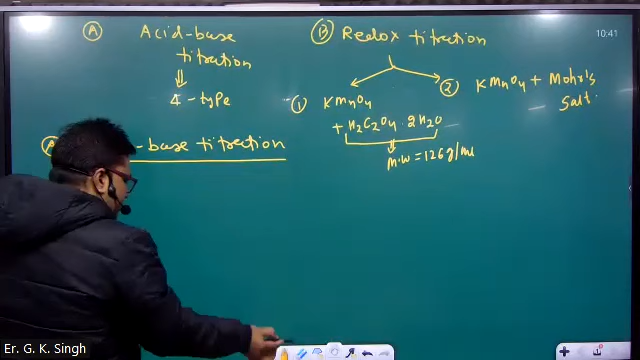 Ⓐ Acid-base
titration
⇓
4-type
Ⓑ Redox titration
① KMnO4
+ H2C2O4 . 2H2O
⇓
M.W = 126 g/mol
② KMnO4 + Mohr's
Salt.
-base titration
10:41
Er. G. K. Singh